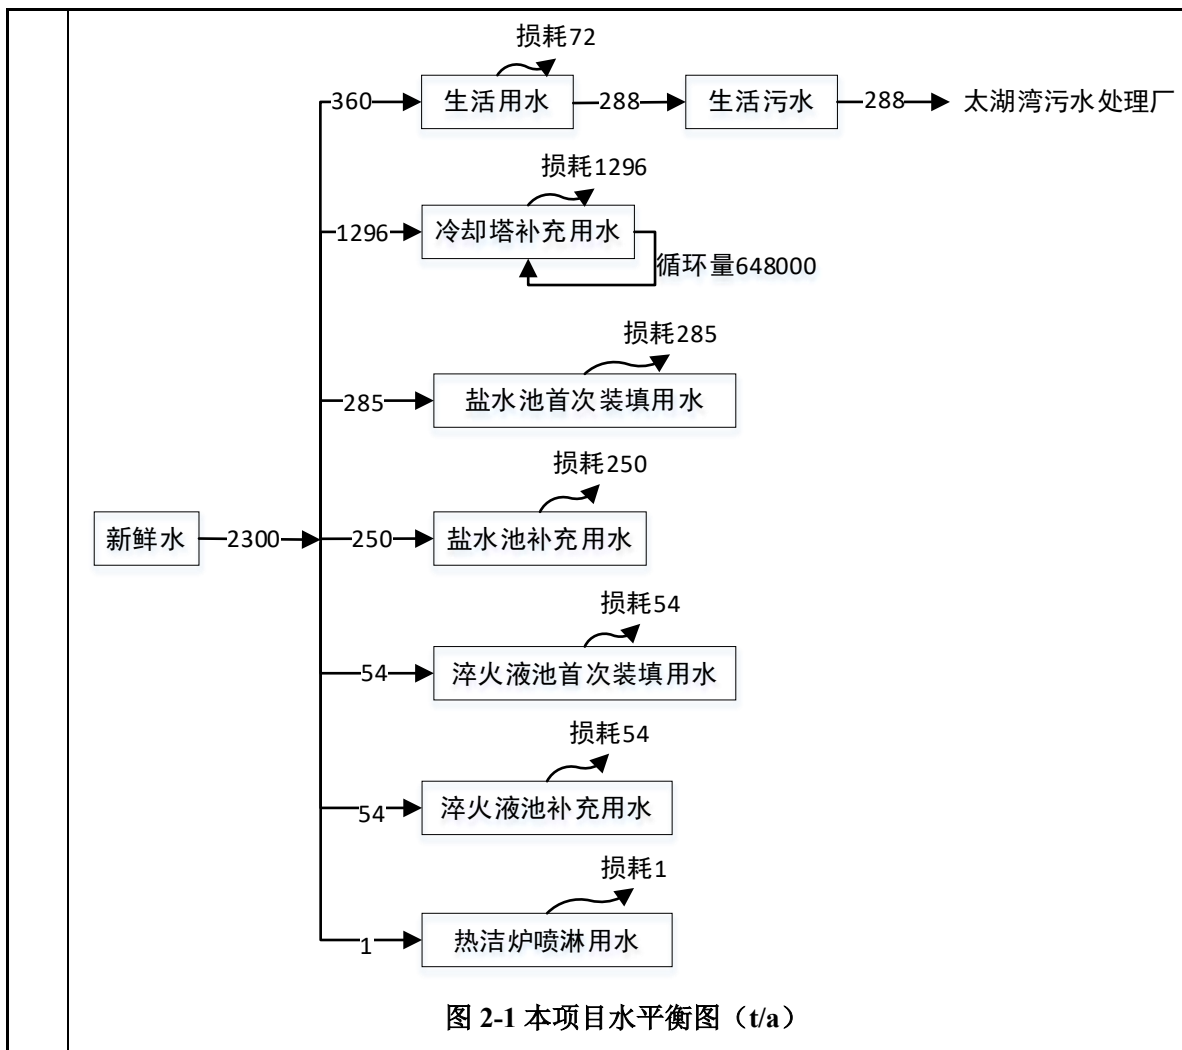 损耗72
360
生活用水
288
生活污水
288
太湖湾污水处理厂
损耗1296
1296
冷却塔补充用水
循环量648000
损耗285
285
盐水池首次装填用水
损耗250
新鲜水
2300
250
盐水池补充用水
损耗54
54
淬火液池首次装填用水
损耗54
54
淬火液池补充用水
损耗1
1
热洁炉喷淋用水
图 2-1 本项目水平衡图（t/a）